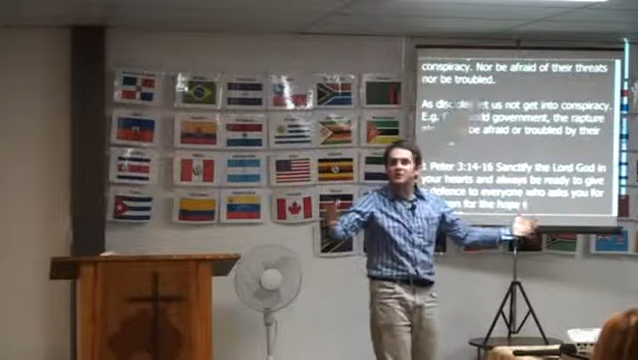 conspiracy. Nor be afraid of their threats
nor be troubled.
As let us not get into conspiracy.
E.g. government, the rapture
be afraid or troubled by their
1 Peter 3:14-16 Sanctify the Lord God in
your hearts and always be ready to give
defence to everyone who asks you for
for the hope